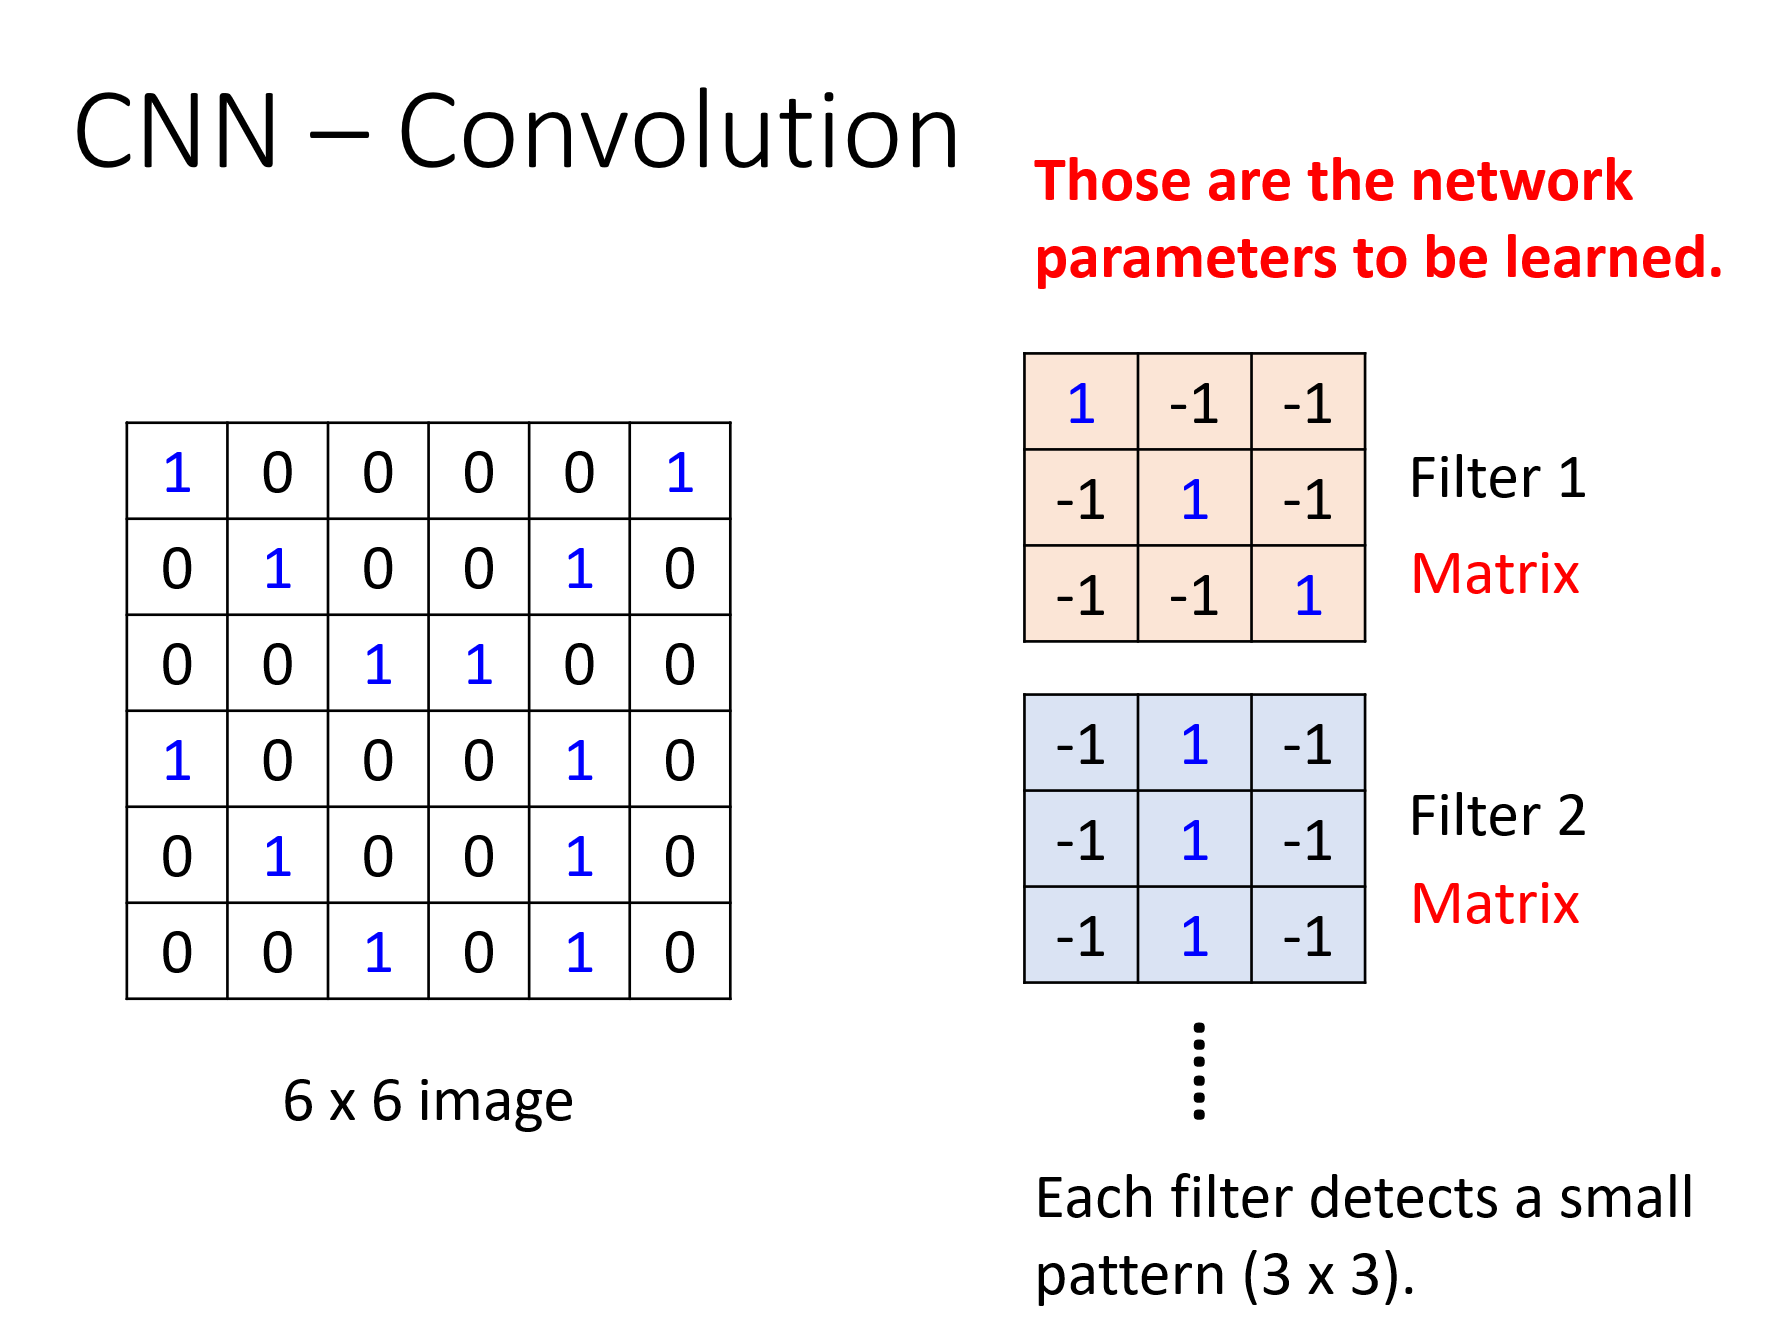 CNN – Convolution
Those are the network
parameters to be learned.
1 0 0 0 0 1
0 1 0 0 1 0
0 0 1 1 0 0
1 0 0 0 1 0
0 1 0 0 1 0
0 0 1 0 1 0
6 x 6 image
1 -1 -1
-1 1 -1
-1 -1 1
Filter 1
Matrix
-1 1 -1
-1 1 -1
-1 1 -1
Filter 2
Matrix
......
Each filter detects a small
pattern (3 x 3).